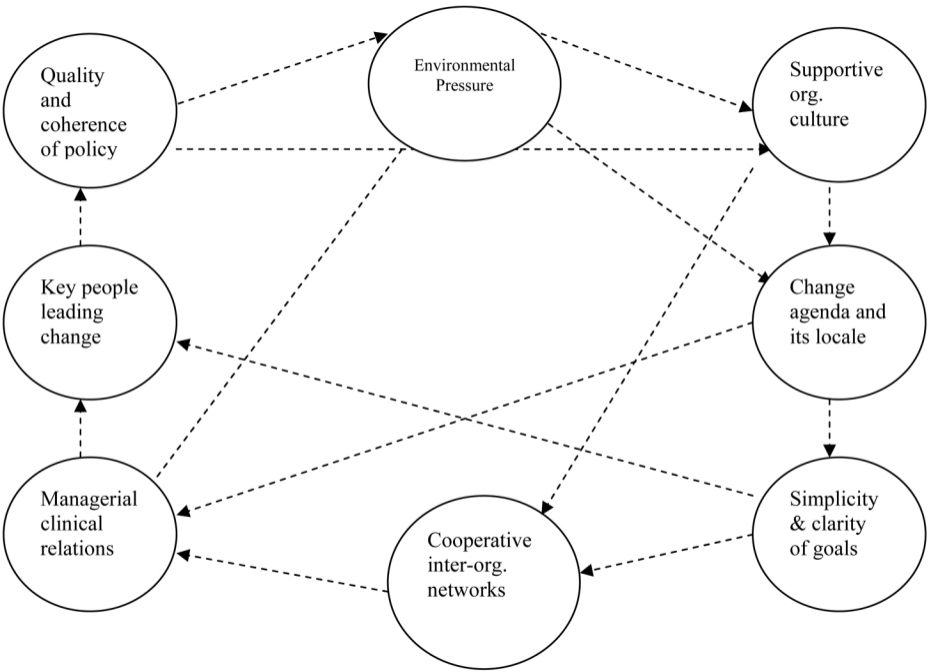 Environmental
Pressure
Quality
and
coherence
of policy
Supportive
org.
culture
Key people
leading
change
Change
agenda and
its locale
Managerial
clinical
relations
Cooperative
inter-org.
networks
Simplicity
& clarity
of goals